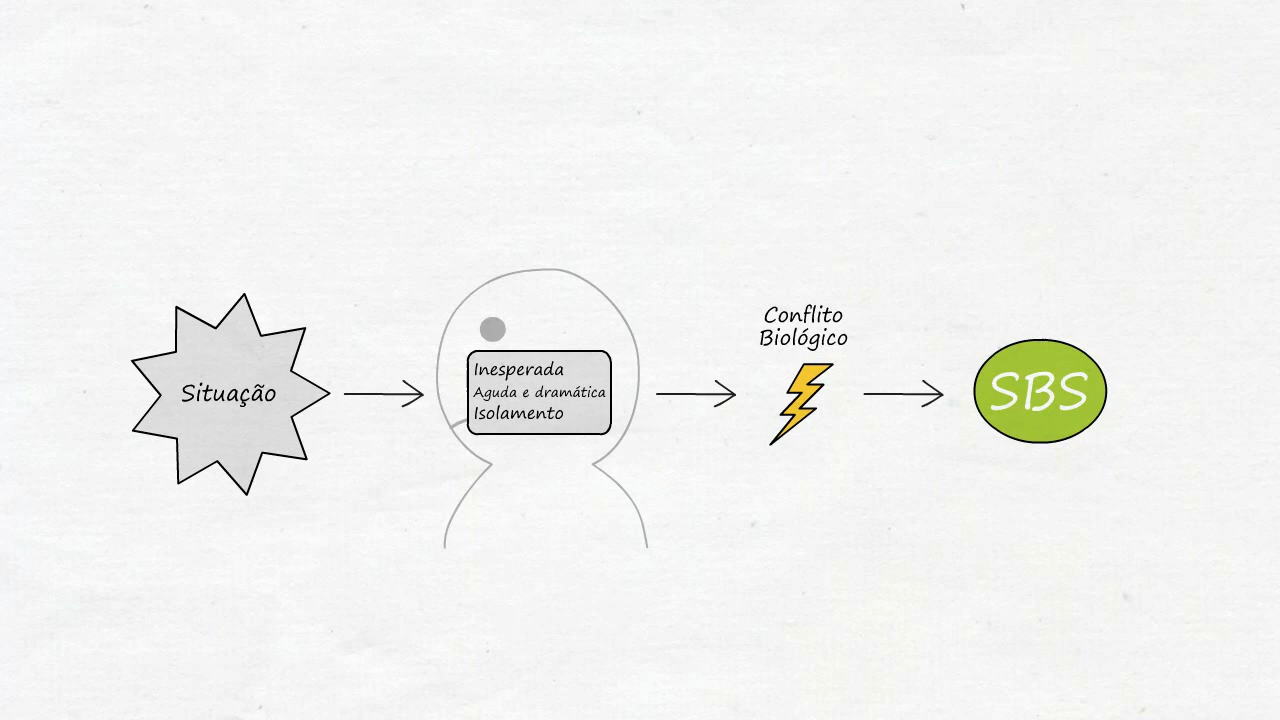 Situação
Inesperada
Aguda e dramática
Isolamento
Conflito
Biológico
SBS